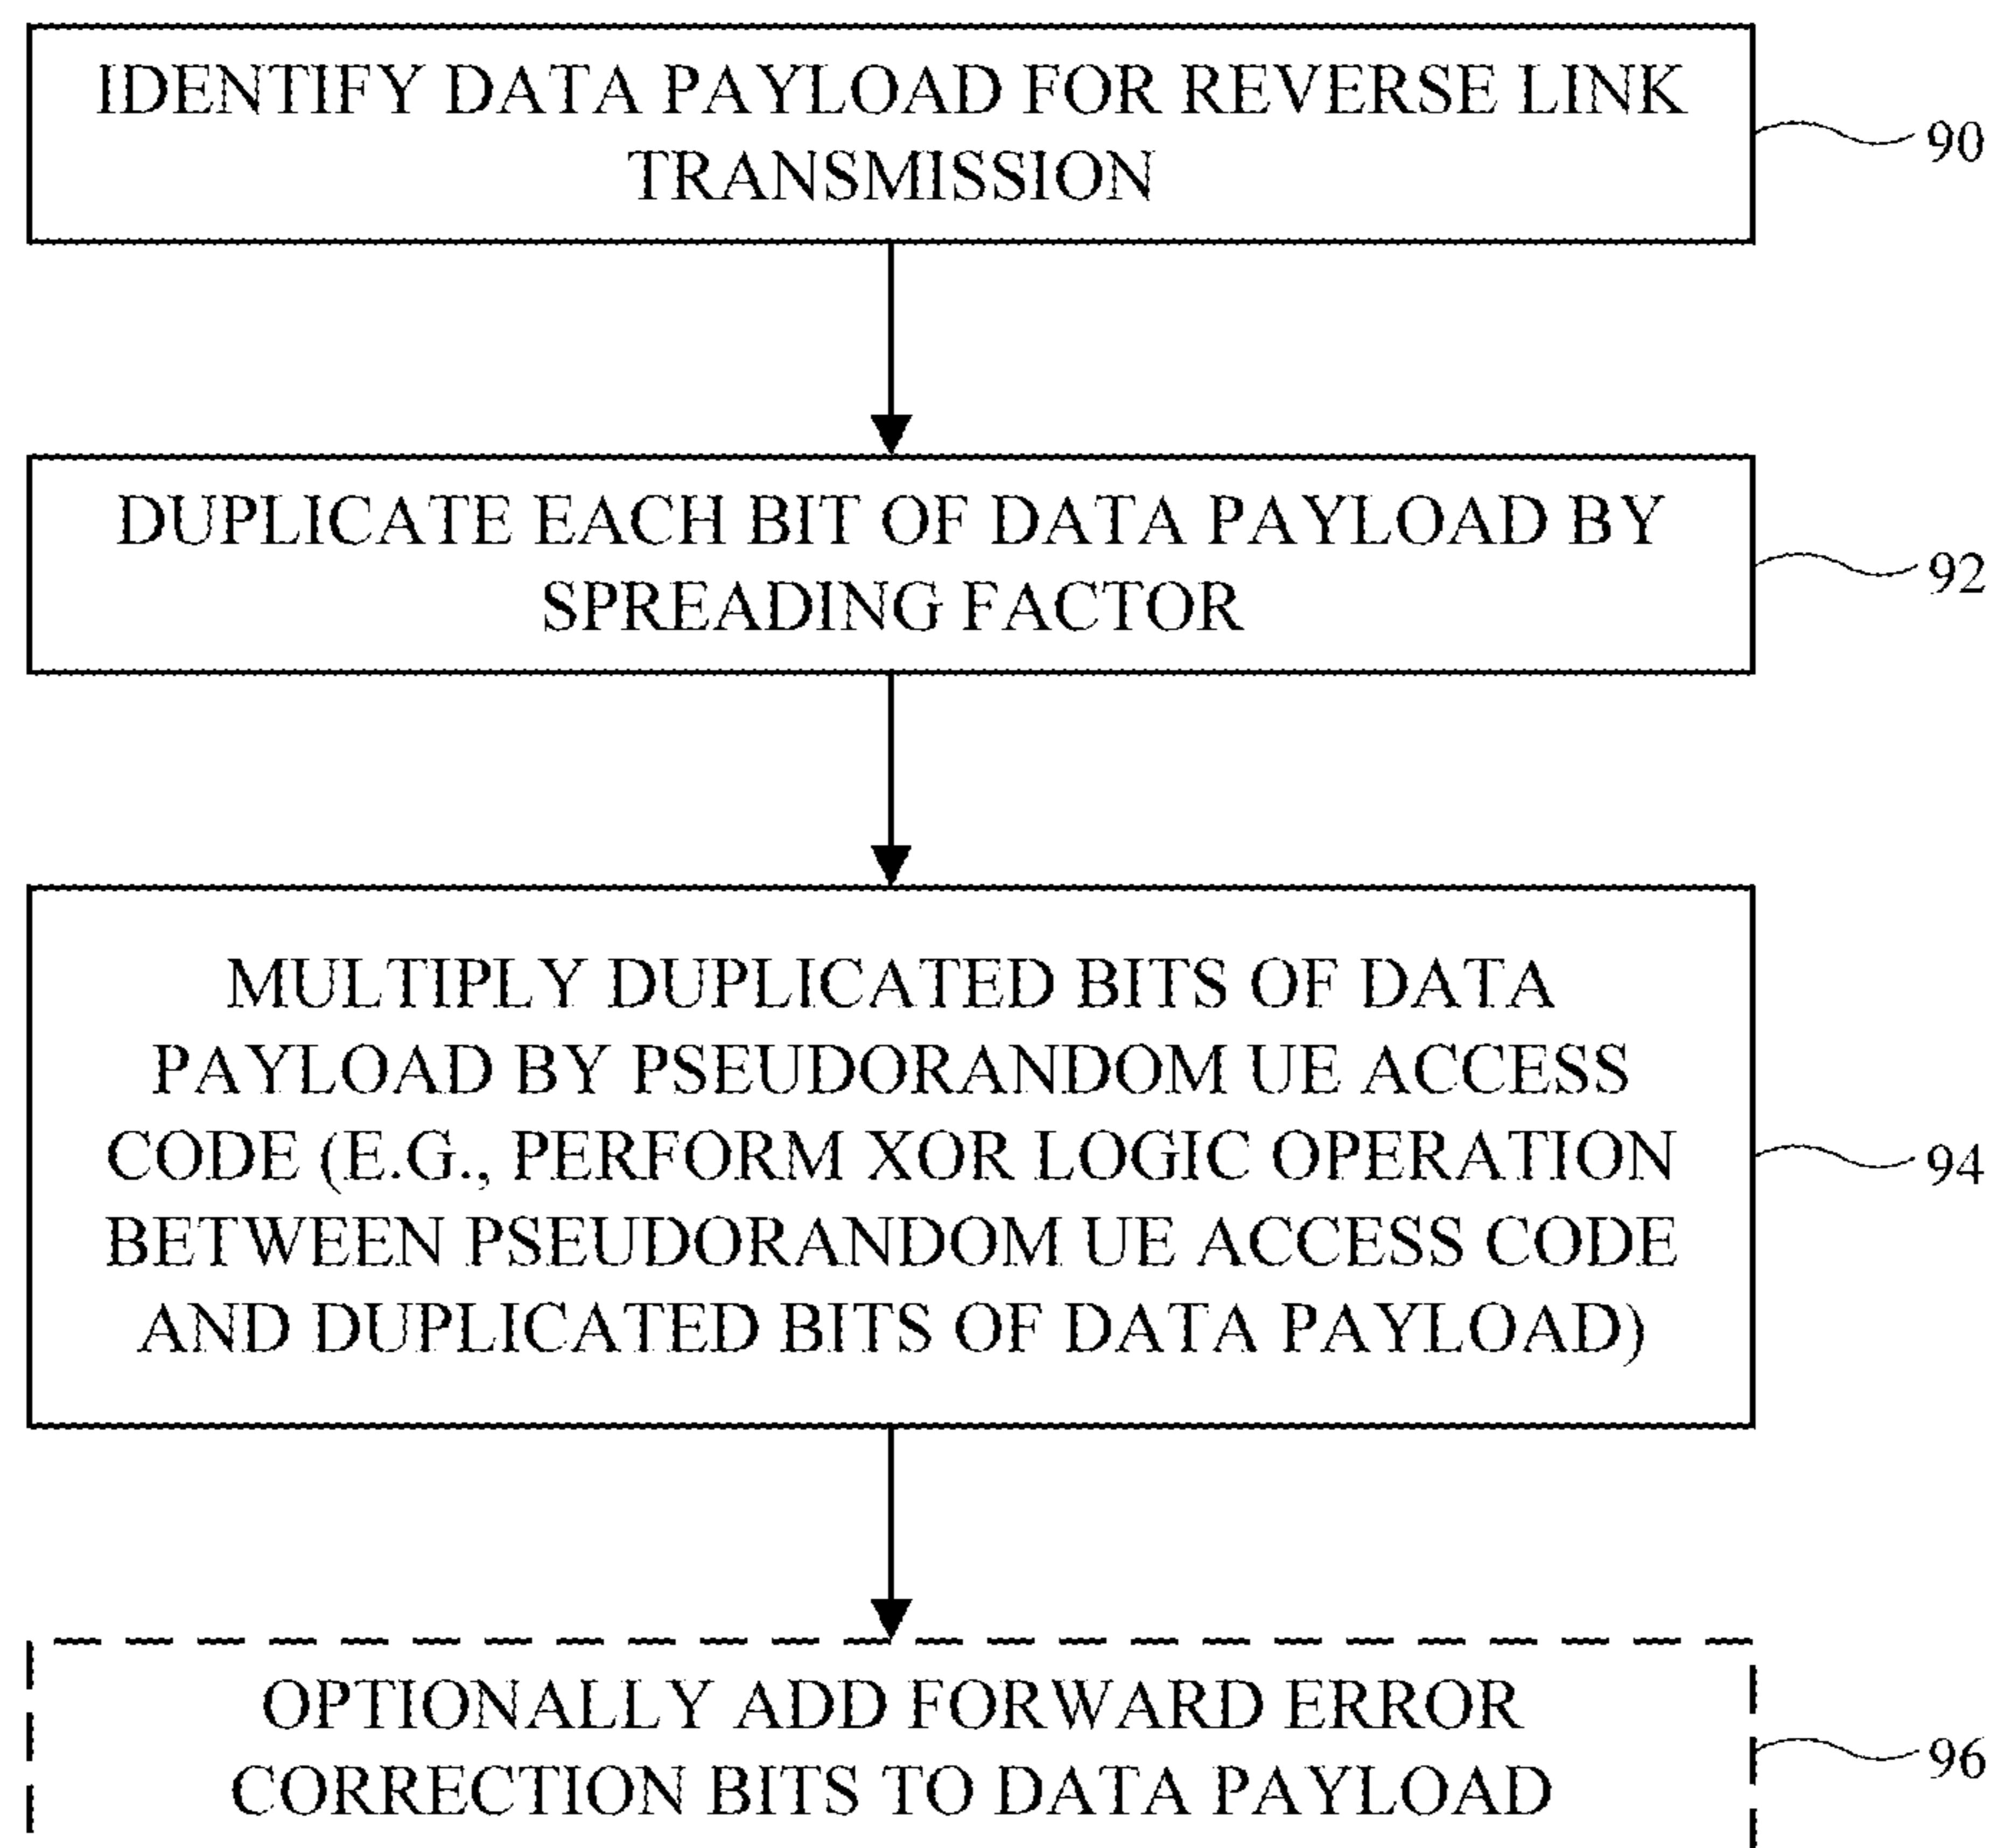 IDENTIFY DATA PAYLOAD FOR REVERSE LINK
TRANSMISSION
90
DUPLICATE EACH BIT OF DATA PAYLOAD BY
SPREADING FACTOR
92
MULTIPLY DUPLICATED BITS OF DATA
PAYLOAD BY PSEUDORANDOM UE ACCESS
CODE (E.G., PERFORM XOR LOGIC OPERATION
BETWEEN PSEUDORANDOM UE ACCESS CODE
AND DUPLICATED BITS OF DATA PAYLOAD)
94
OPTIONALLY ADD FORWARD ERROR
CORRECTION BITS TO DATA PAYLOAD
96